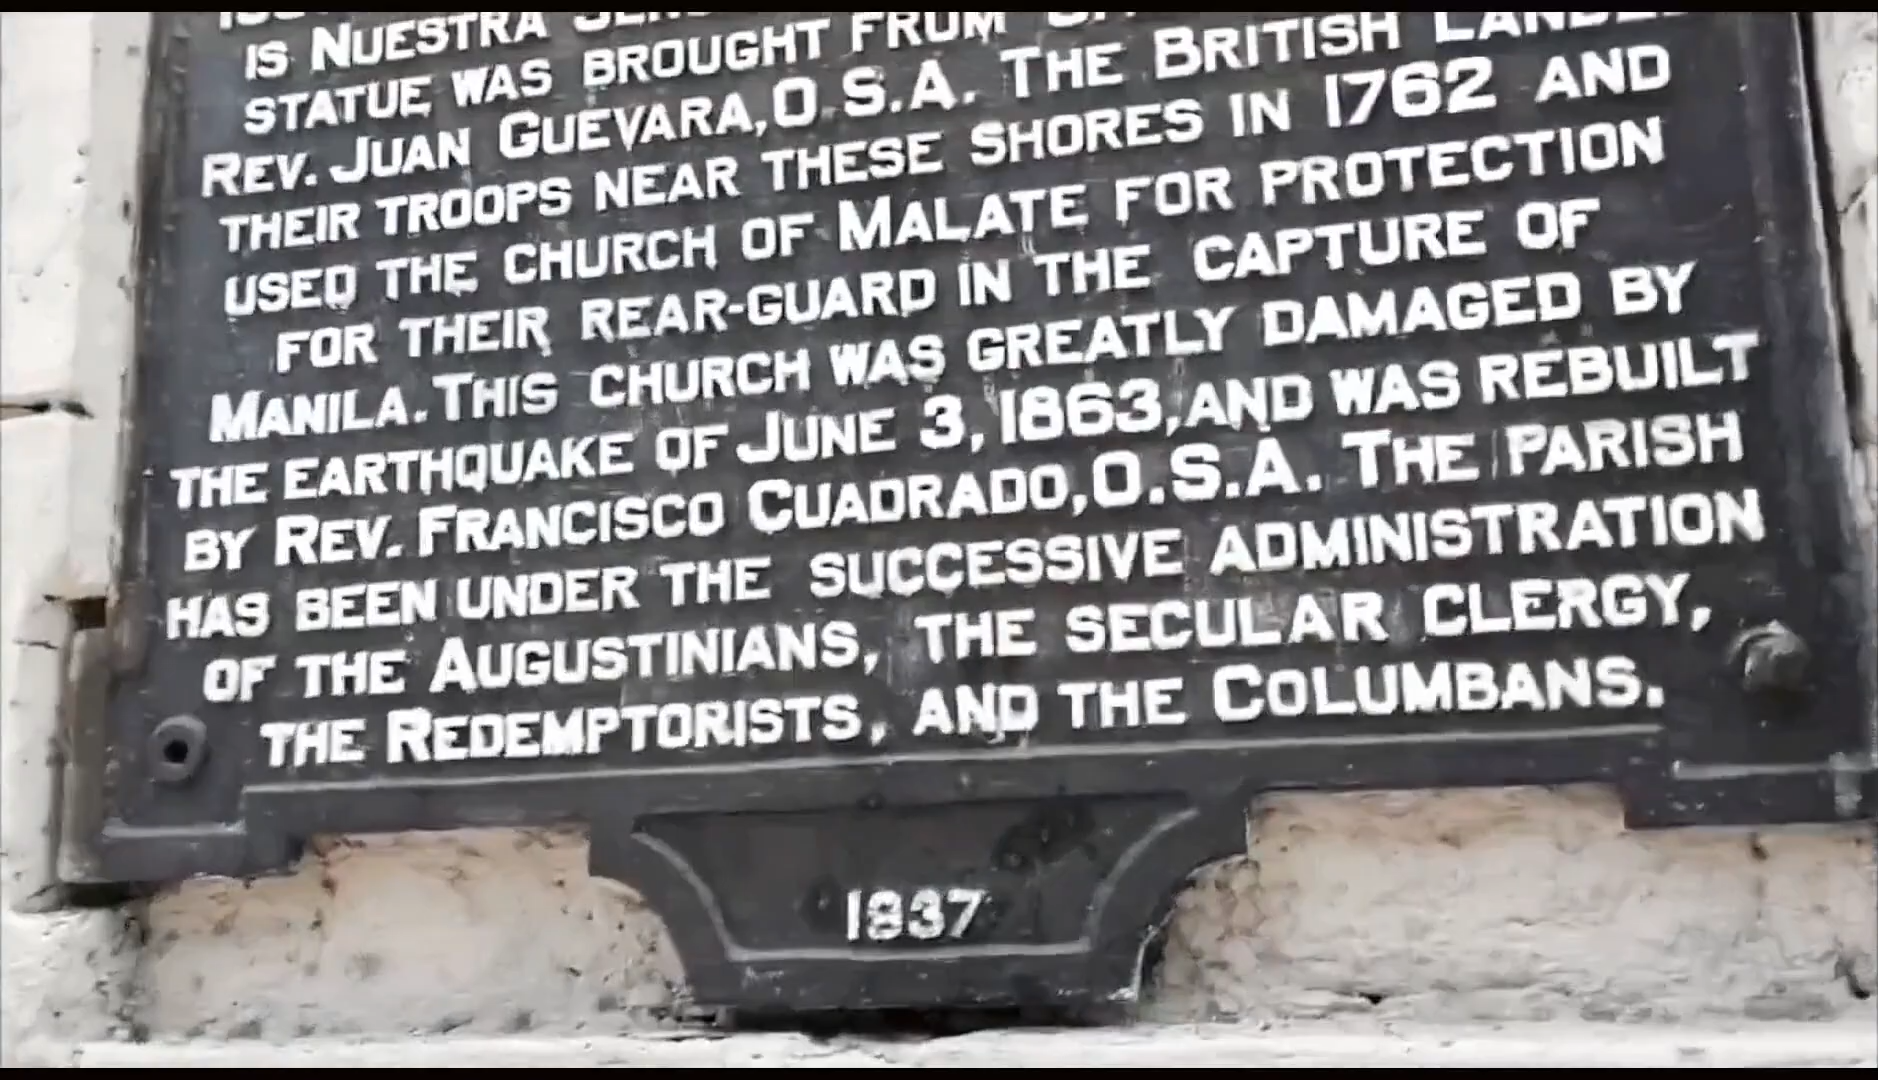 IS NUESTRA
STATUE WAS BROUGHT FROM
REV. JUAN GUEVARA, O.S.A. THE BRITISH
THEIR TROOPS NEAR THESE SHORES IN 1762 AND
USED THE CHURCH OF MALATE FOR PROTECTION
FOR THEIR REAR-GUARD IN THE CAPTURE OF
MANILA. THIS CHURCH WAS GREATLY DAMAGED BY
THE EARTHQUAKE OF JUNE 3, 1863, AND WAS REBUILT
BY REV. FRANCISCO CUADRADO, O.S.A. THE PARISH
HAS BEEN UNDER THE SUCCESSIVE ADMINISTRATION
OF THE AUGUSTINIANS, THE SECULAR CLERGY,
THE REDEMPTORISTS, AND THE COLUMBANS.
1937